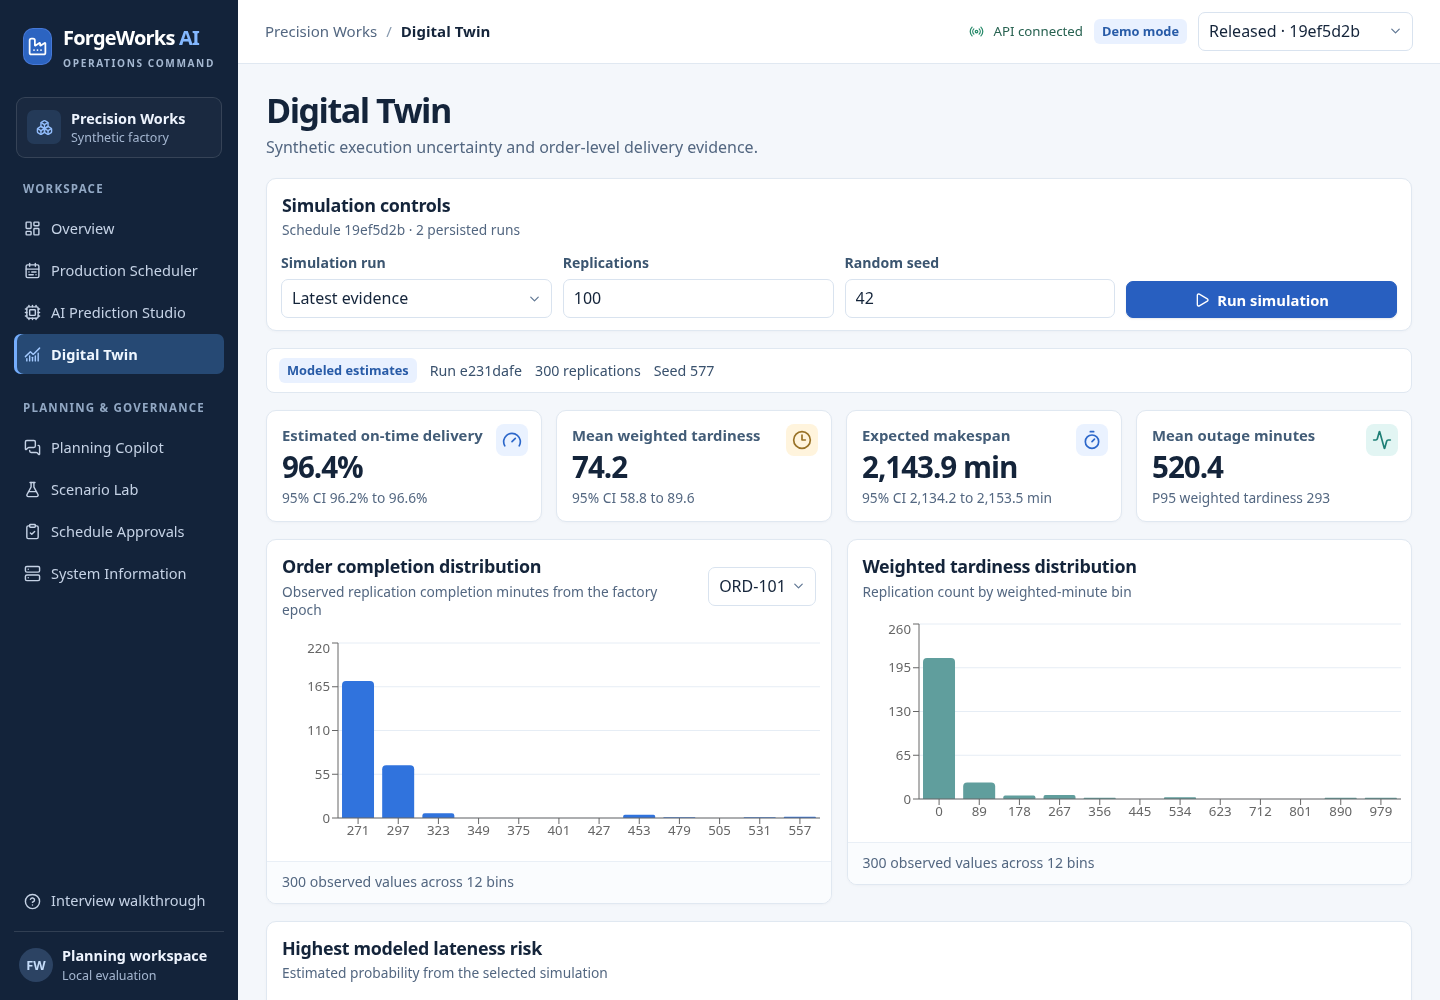 ForgeWorks AI
OPERATIONS COMMAND
Precision Works
Synthetic factory
WORKSPACE
Overview
Production Scheduler
AI Prediction Studio
Digital Twin
PLANNING & GOVERNANCE
Planning Copilot
Scenario Lab
Schedule Approvals
System Information
Interview walkthrough
FW
Planning workspace
Local evaluation
Precision Works / Digital Twin
API connected
Demo mode
Released · 19ef5d2b
Digital Twin
Synthetic execution uncertainty and order-level delivery evidence.
Simulation controls
Schedule 19ef5d2b · 2 persisted runs
Simulation run
Latest evidence
Replications
100
Random seed
42
Run simulation
Modeled estimates Run e231dafe 300 replications Seed 577
Estimated on-time delivery
96.4%
95% CI 96.2% to 96.6%
Mean weighted tardiness
74.2
95% CI 58.8 to 89.6
Expected makespan
2,143.9 min
95% CI 2,134.2 to 2,153.5 min
Mean outage minutes
520.4
P95 weighted tardiness 293
Order completion distribution
Observed replication completion minutes from the factory
epoch
ORD-101
220
165
110
55
0
271 297 323 349 375 401 427 453 479 505 531 557
300 observed values across 12 bins
Weighted tardiness distribution
Replication count by weighted-minute bin
260
195
130
65
0
0 89 178 267 356 445 534 623 712 801 890 979
300 observed values across 12 bins
Highest modeled lateness risk
Estimated probability from the selected simulation